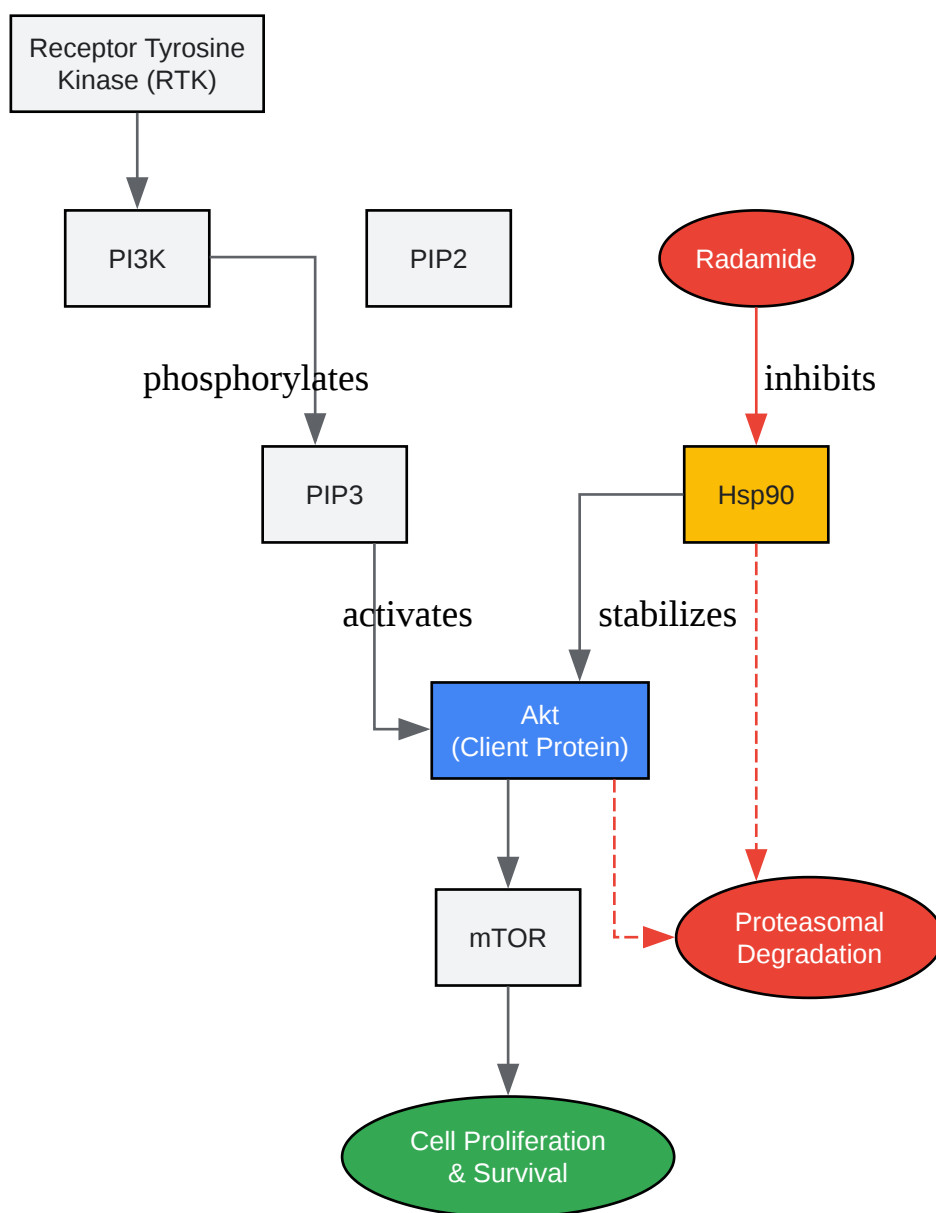 Receptor Tyrosine
Kinase (RTK)
PI3K
PIP2
Radamide
phosphorylates
inhibits
PIP3
Hsp90
activates
stabilizes
Akt
(Client Protein)
mTOR
Proteasomal
Degradation
Cell Proliferation
& Survival